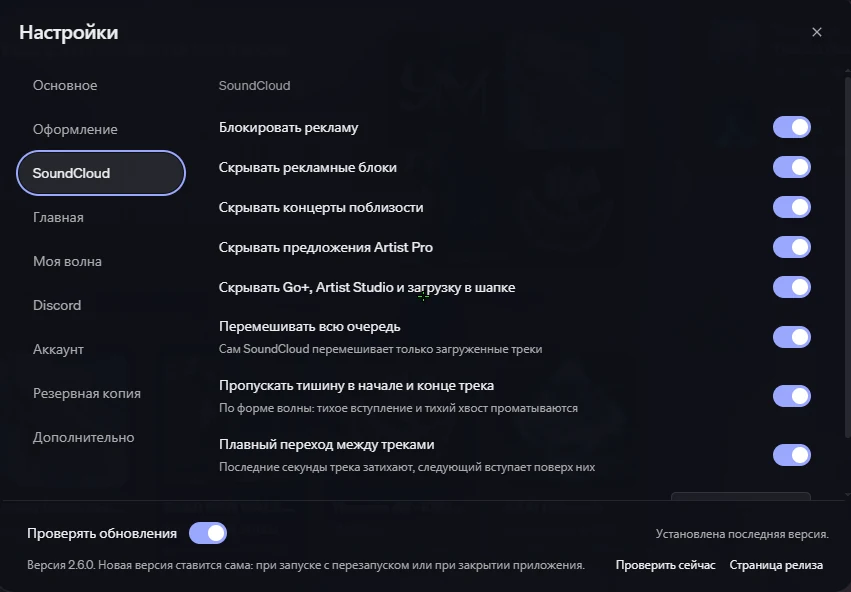 Настройки
Основное
Оформление
SoundCloud
Главная
Моя волна
Discord
Аккаунт
Резервная копия
Дополнительно
SoundCloud
Блокировать рекламу
Скрывать рекламные блоки
Скрывать концерты поблизости
Скрывать предложения Artist Pro
Скрывать Go+, Artist Studio и загрузку в шапке
Перемешивать всю очередь
Сам SoundCloud перемешивает только загруженные треки
Пропускать тишину в начале и конце трека
По форме волны: тихое вступление и тихий хвост проматываются
Плавный переход между треками
Последние секунды трека затихают, следующий вступает поверх них
Проверять обновления
Установлена последняя версия.
Версия 2.6.0. Новая версия ставится сама: при запуске с перезапуском или при закрытии приложения.
Проверить сейчас
Страница релиза